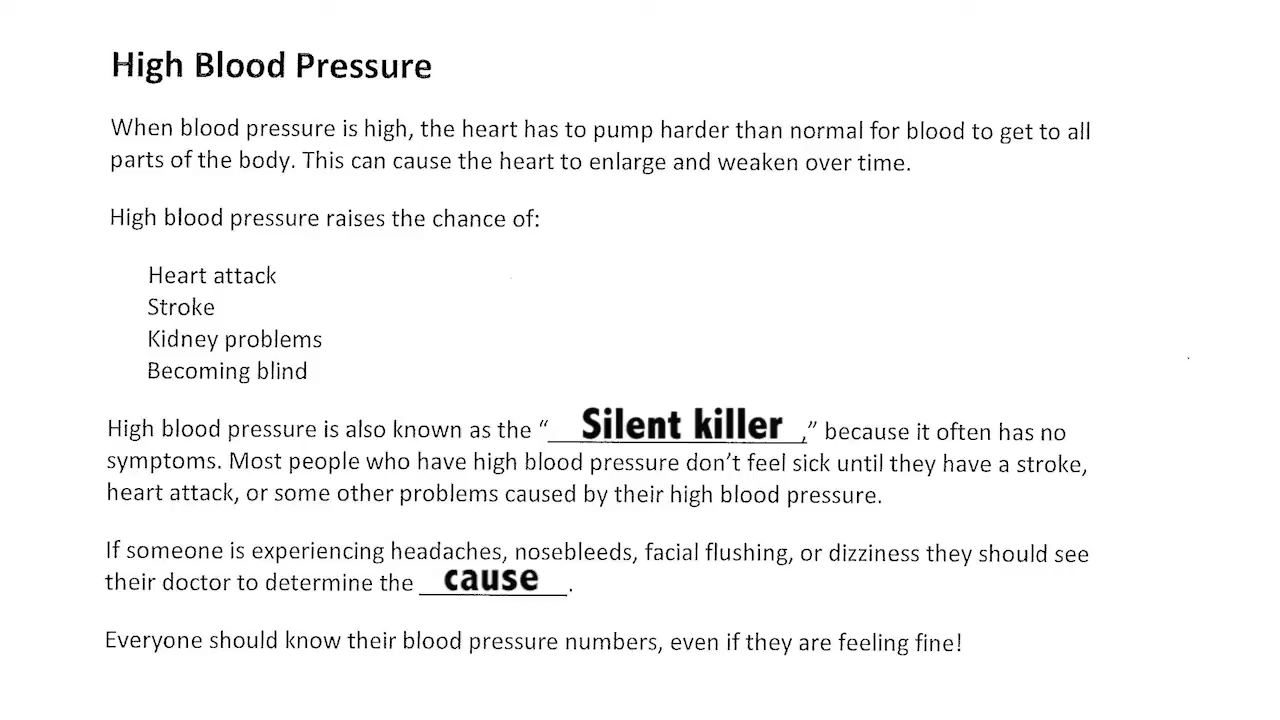 High Blood Pressure
When blood pressure is high, the heart has to pump harder than normal for blood to get to all
parts of the body. This can cause the heart to enlarge and weaken over time.
High blood pressure raises the chance of:
Heart attack
Stroke
Kidney problems
Becoming blind
High blood pressure is also known as the “ Silent killer ,” because it often has no
symptoms. Most people who have high blood pressure don’t feel sick until they have a stroke,
heart attack, or some other problems caused by their high blood pressure.
If someone is experiencing headaches, nosebleeds, facial flushing, or dizziness they should see
their doctor to determine the cause .
Everyone should know their blood pressure numbers, even if they are feeling fine!